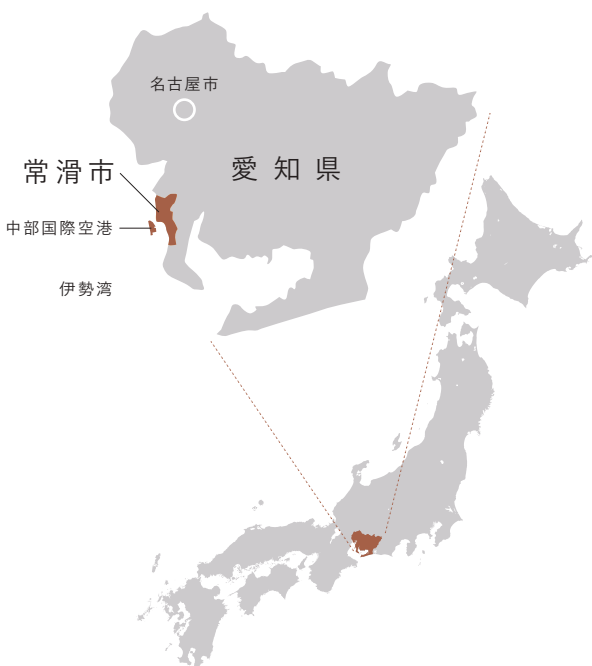 名古屋市
愛知県
常滑市
中部国際空港
伊勢湾